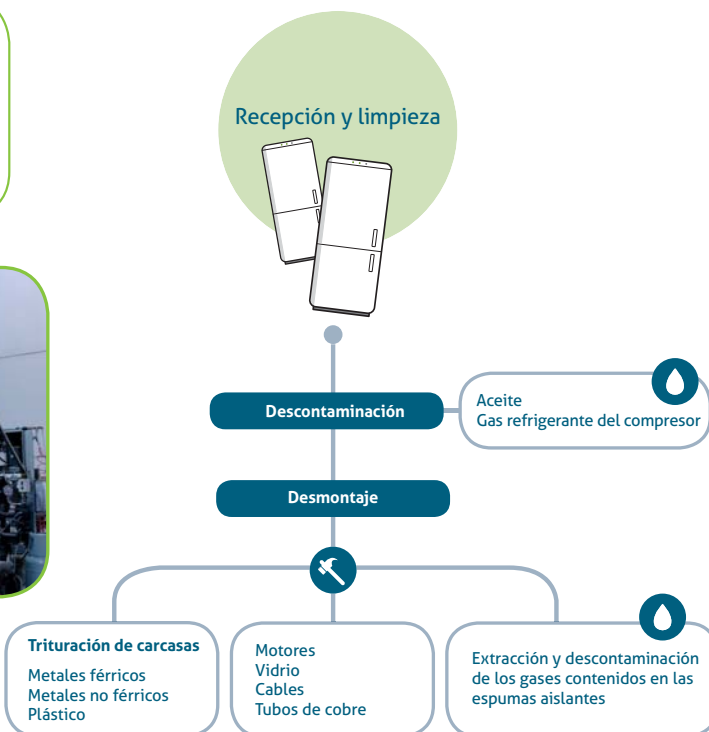 Recepción y limpieza
Descontaminación
Aceite
Gas refrigerante del compresor
Desmontaje
Trituración de carcasas
Metales férricos
Metales no férricos
Plástico
Motores
Vidrio
Cables
Tubos de cobre
Extracción y descontaminación
de los gases contenidos en las
espumas aislantes